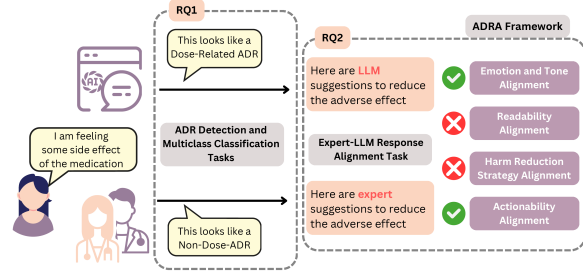 RQ1
This looks like a
Dose-Related ADR
AI
I am feeling
some side effect
of the medication
ADR Detection and
Multiclass Classification
Tasks
This looks like a
Non-Dose-ADR
ADRA Framework
RQ2
Here are LLM
suggestions to reduce
the adverse effect
Expert-LLM Response
Alignment Task
Here are expert
suggestions to reduce
the adverse effect
Emotion and Tone
Alignment
Readability
Alignment
Harm Reduction
Strategy Alignment
Actionability
Alignment